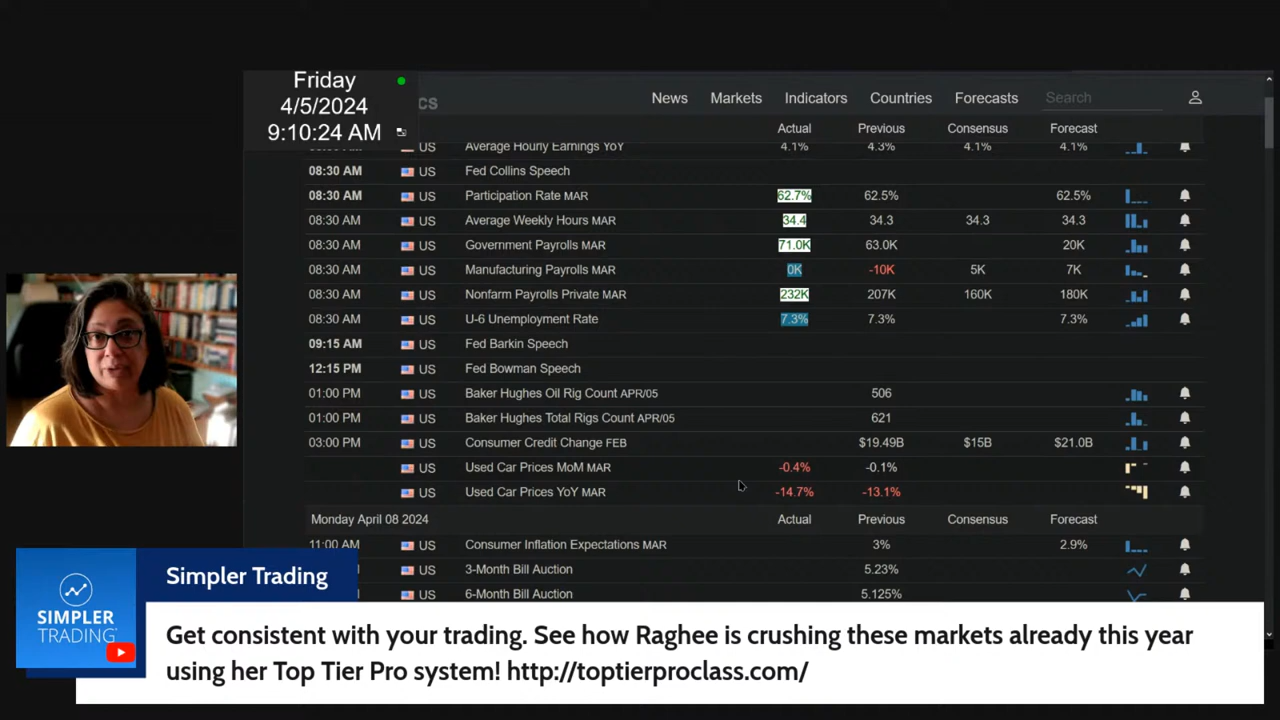 Friday
4/5/2024
9:10:24 AM
CS
News Markets Indicators Countries Forecasts Search
Actual Previous Consensus Forecast
US Average Hourly Earnings YoY 4.1% 4.3% 4.1% 4.1%
08:30 AM US Fed Collins Speech
08:30 AM US Participation Rate MAR 62.7% 62.5% 62.5%
08:30 AM US Average Weekly Hours MAR 34.4 34.3 34.3 34.3
08:30 AM US Government Payrolls MAR 71.0K 63.0K 20K
08:30 AM US Manufacturing Payrolls MAR 0K -10K 5K 7K
08:30 AM US Nonfarm Payrolls Private MAR 232K 207K 160K 180K
08:30 AM US U-6 Unemployment Rate 7.3% 7.3% 7.3%
09:15 AM US Fed Barkin Speech
12:15 PM US Fed Bowman Speech
01:00 PM US Baker Hughes Oil Rig Count APR/05 506
01:00 PM US Baker Hughes Total Rigs Count APR/05 621
03:00 PM US Consumer Credit Change FEB $19.49B $15B $21.0B
US Used Car Prices MoM MAR -0.4% -0.1%
US Used Car Prices YoY MAR -14.7% -13.1%
Monday April 08 2024 Actual Previous Consensus Forecast
11:00 AM US Consumer Inflation Expectations MAR 3% 2.9%
US 3-Month Bill Auction 5.23%
US 6-Month Bill Auction 5.125%
SIMPLER
TRADING
Simpler Trading
Get consistent with your trading. See how Raghee is crushing these markets already this year
using her Top Tier Pro system! http://toptierproclass.com/